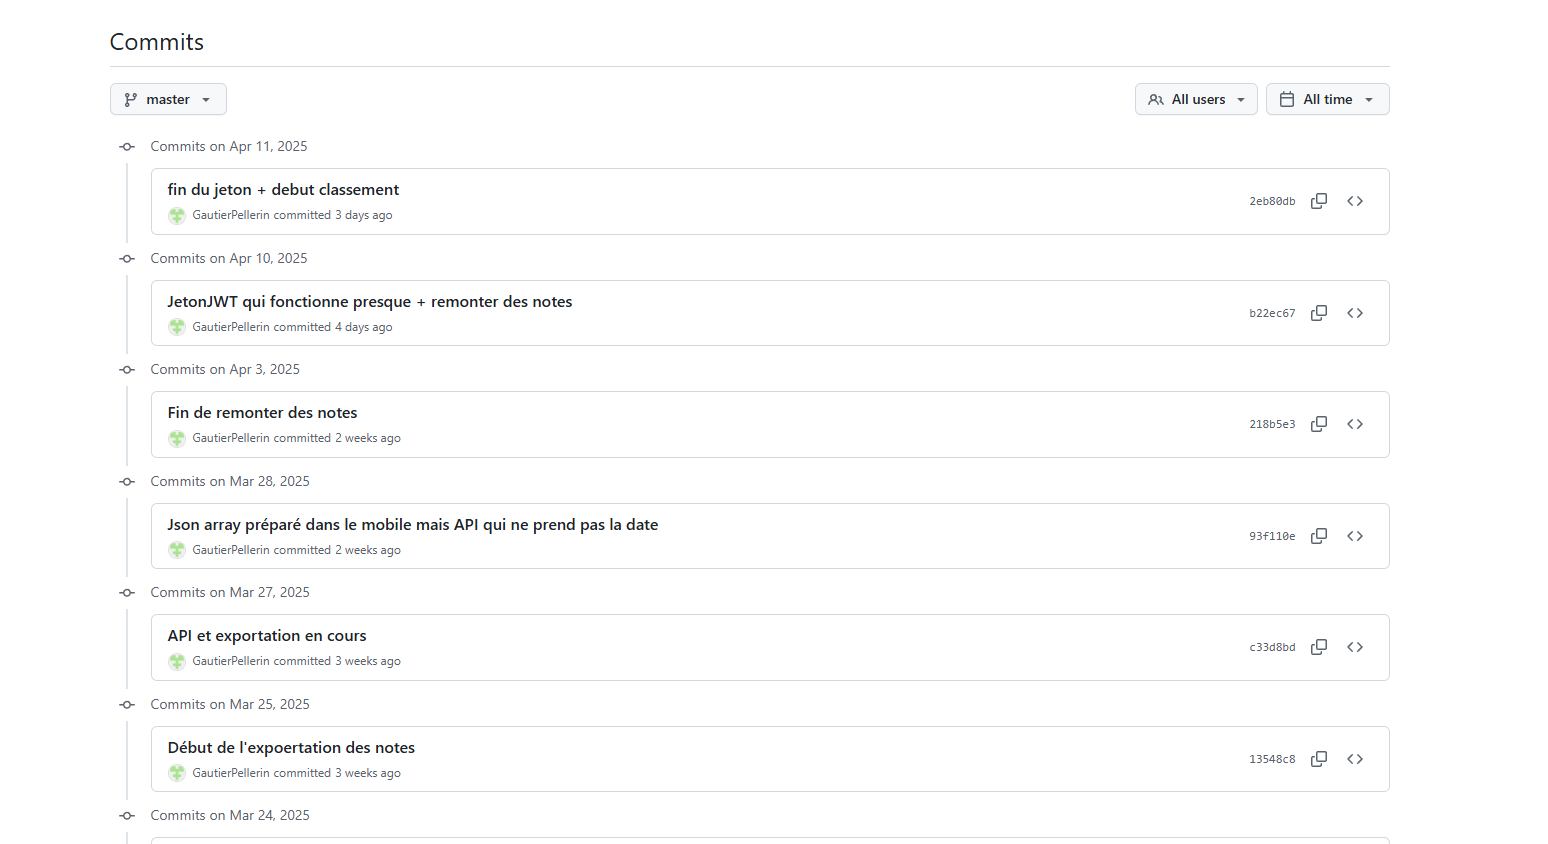 Commits
master
All users
All time
Commits on Apr 11, 2025
fin du jeton + debut classement
GautierPellerin committed 3 days ago
2eb80db
Commits on Apr 10, 2025
JetonJWT qui fonctionne presque + remonter des notes
GautierPellerin committed 4 days ago
b22ec67
Commits on Apr 3, 2025
Fin de remonter des notes
GautierPellerin committed 2 weeks ago
218b5e3
Commits on Mar 28, 2025
Json array préparé dans le mobile mais API qui ne prend pas la date
GautierPellerin committed 2 weeks ago
93f110e
Commits on Mar 27, 2025
API et exportation en cours
GautierPellerin committed 3 weeks ago
c33d8bd
Commits on Mar 25, 2025
Début de l'expoertation des notes
GautierPellerin committed 3 weeks ago
13548c8
Commits on Mar 24, 2025